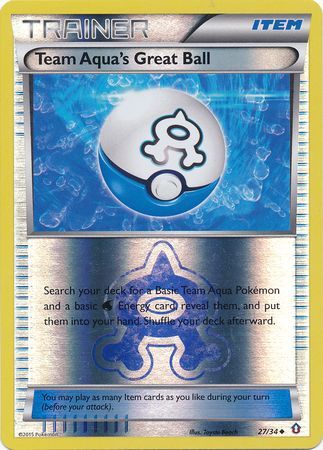 TRAINER ITEM
Team Aqua's Great Ball
Search your deck for a Basic Team Aqua Pokémon
and a basic Energy card, reveal them, and put
them into your hand. Shuffle your deck afterward.
You may play as many Item cards as you like during your turn
(before your attack).
©2015 Pokémon Illus. Toyste Beach 27/34